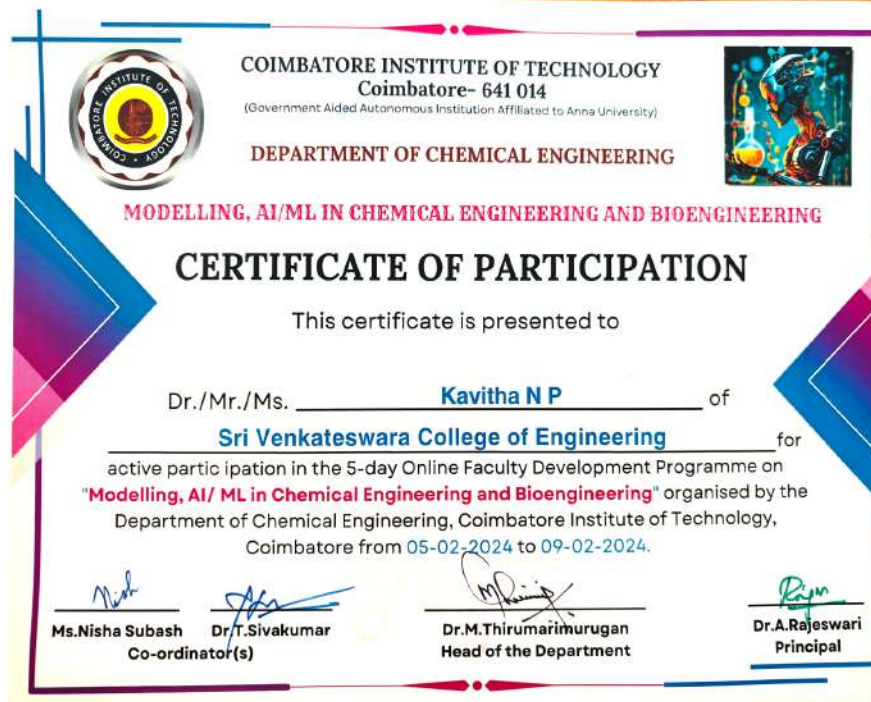 COIMBATORE INSTITUTE OF TECHNOLOGY
COIMBATORE INSTITUTE OF TECHNOLOGY
Coimbatore- 641 014
(Government Aided Autonomous Institution Affiliated to Anna University)
DEPARTMENT OF CHEMICAL ENGINEERING
MODELLING, AI/ML IN CHEMICAL ENGINEERING AND BIOENGINEERING
CERTIFICATE OF PARTICIPATION
This certificate is presented to
Dr./Mr./Ms. Kavitha N P of
Sri Venkateswara College of Engineering for
active partic ipation in the 5-day Online Faculty Development Programme on
"Modelling, AI/ ML in Chemical Engineering and Bioengineering" organised by the
Department of Chemical Engineering, Coimbatore Institute of Technology,
Coimbatore from 05-02-2024 to 09-02-2024.
Ms.Nisha Subash Dr.T.Sivakumar Dr.M.Thirumarimurugan Dr.A.Rajeswari
Co-ordinator(s) Head of the Department Principal